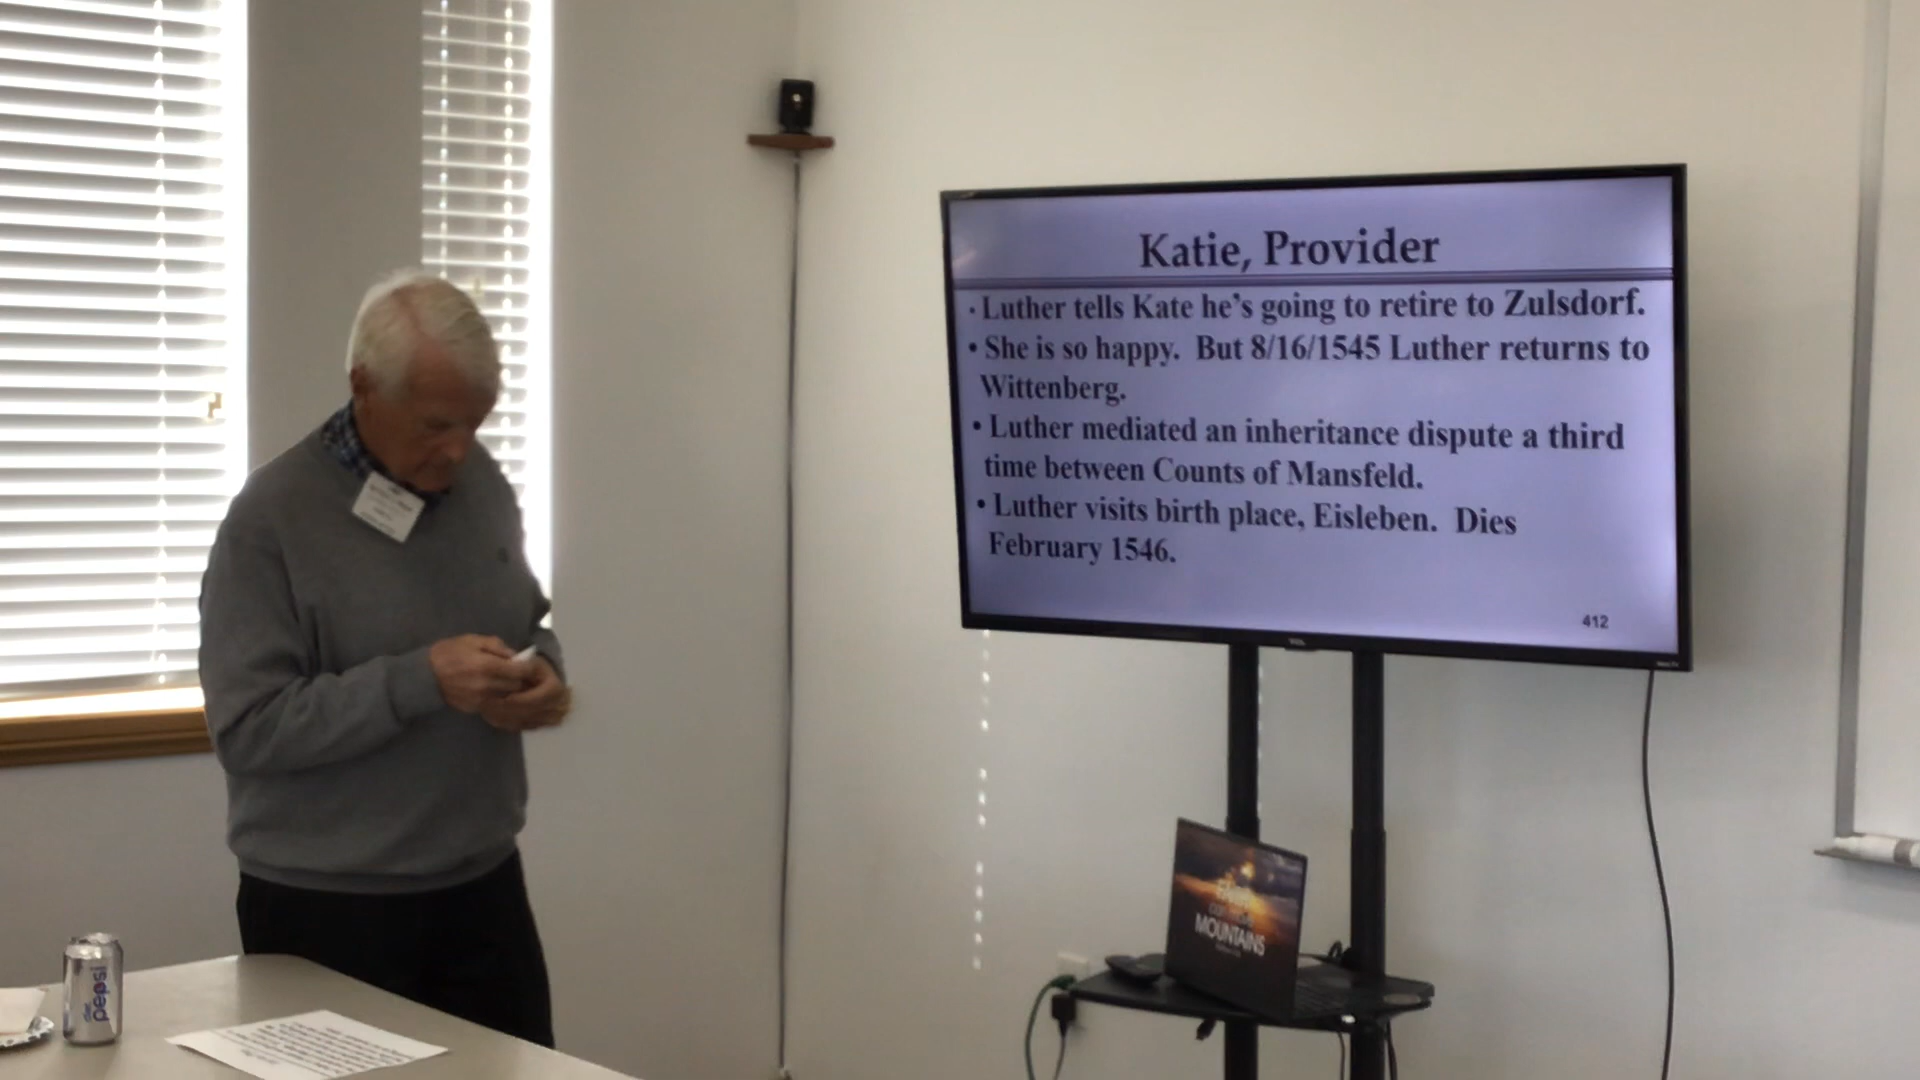 Katie, Provider
• Luther tells Kate he's going to retire to Zulsdorf.
• She is so happy. But 8/16/1545 Luther returns to
Wittenberg.
• Luther mediated an inheritance dispute a third
time between Counts of Mansfeld.
• Luther visits birth place, Eisleben. Dies
February 1546.
412
TCL
MOUNTAINS
diet
pepsi